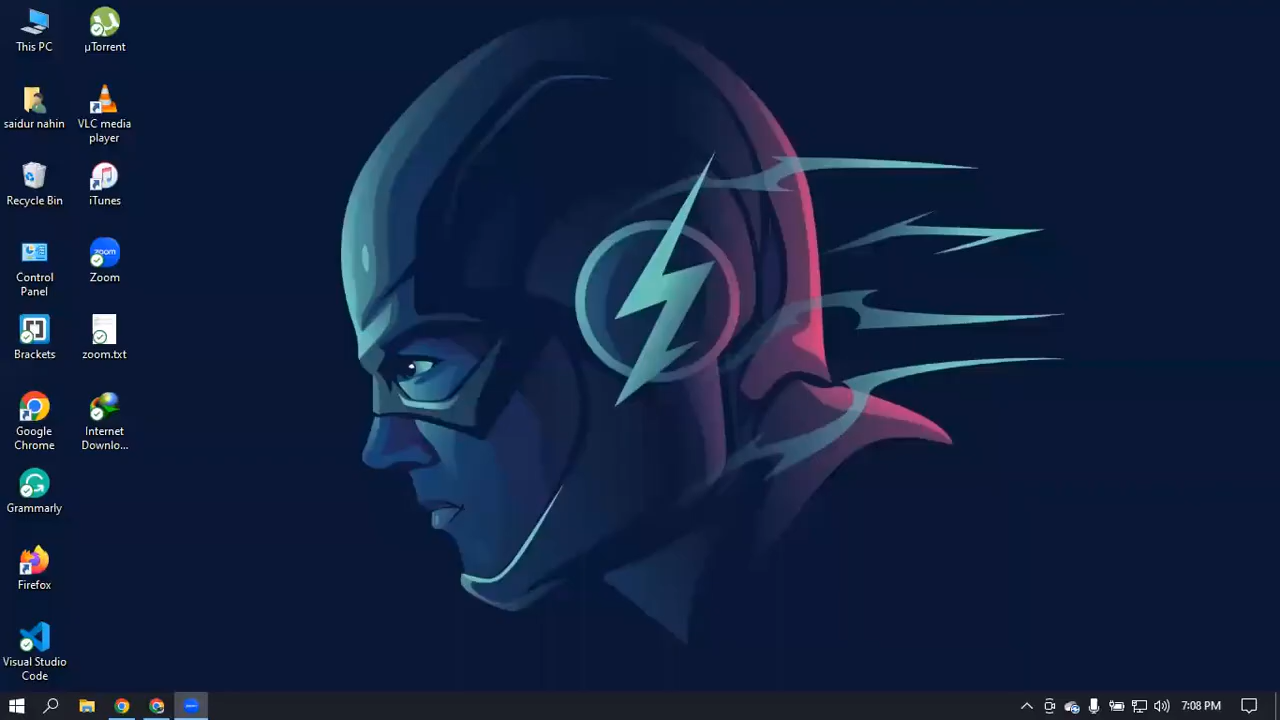 This PC
µTorrent
saidur nahin
VLC media
player
Recycle Bin
iTunes
Control
Panel
zoom
Zoom
Brackets
zoom.txt
Google
Chrome
Internet
Downlo...
Grammarly
Firefox
Visual Studio
Code
7:08 PM